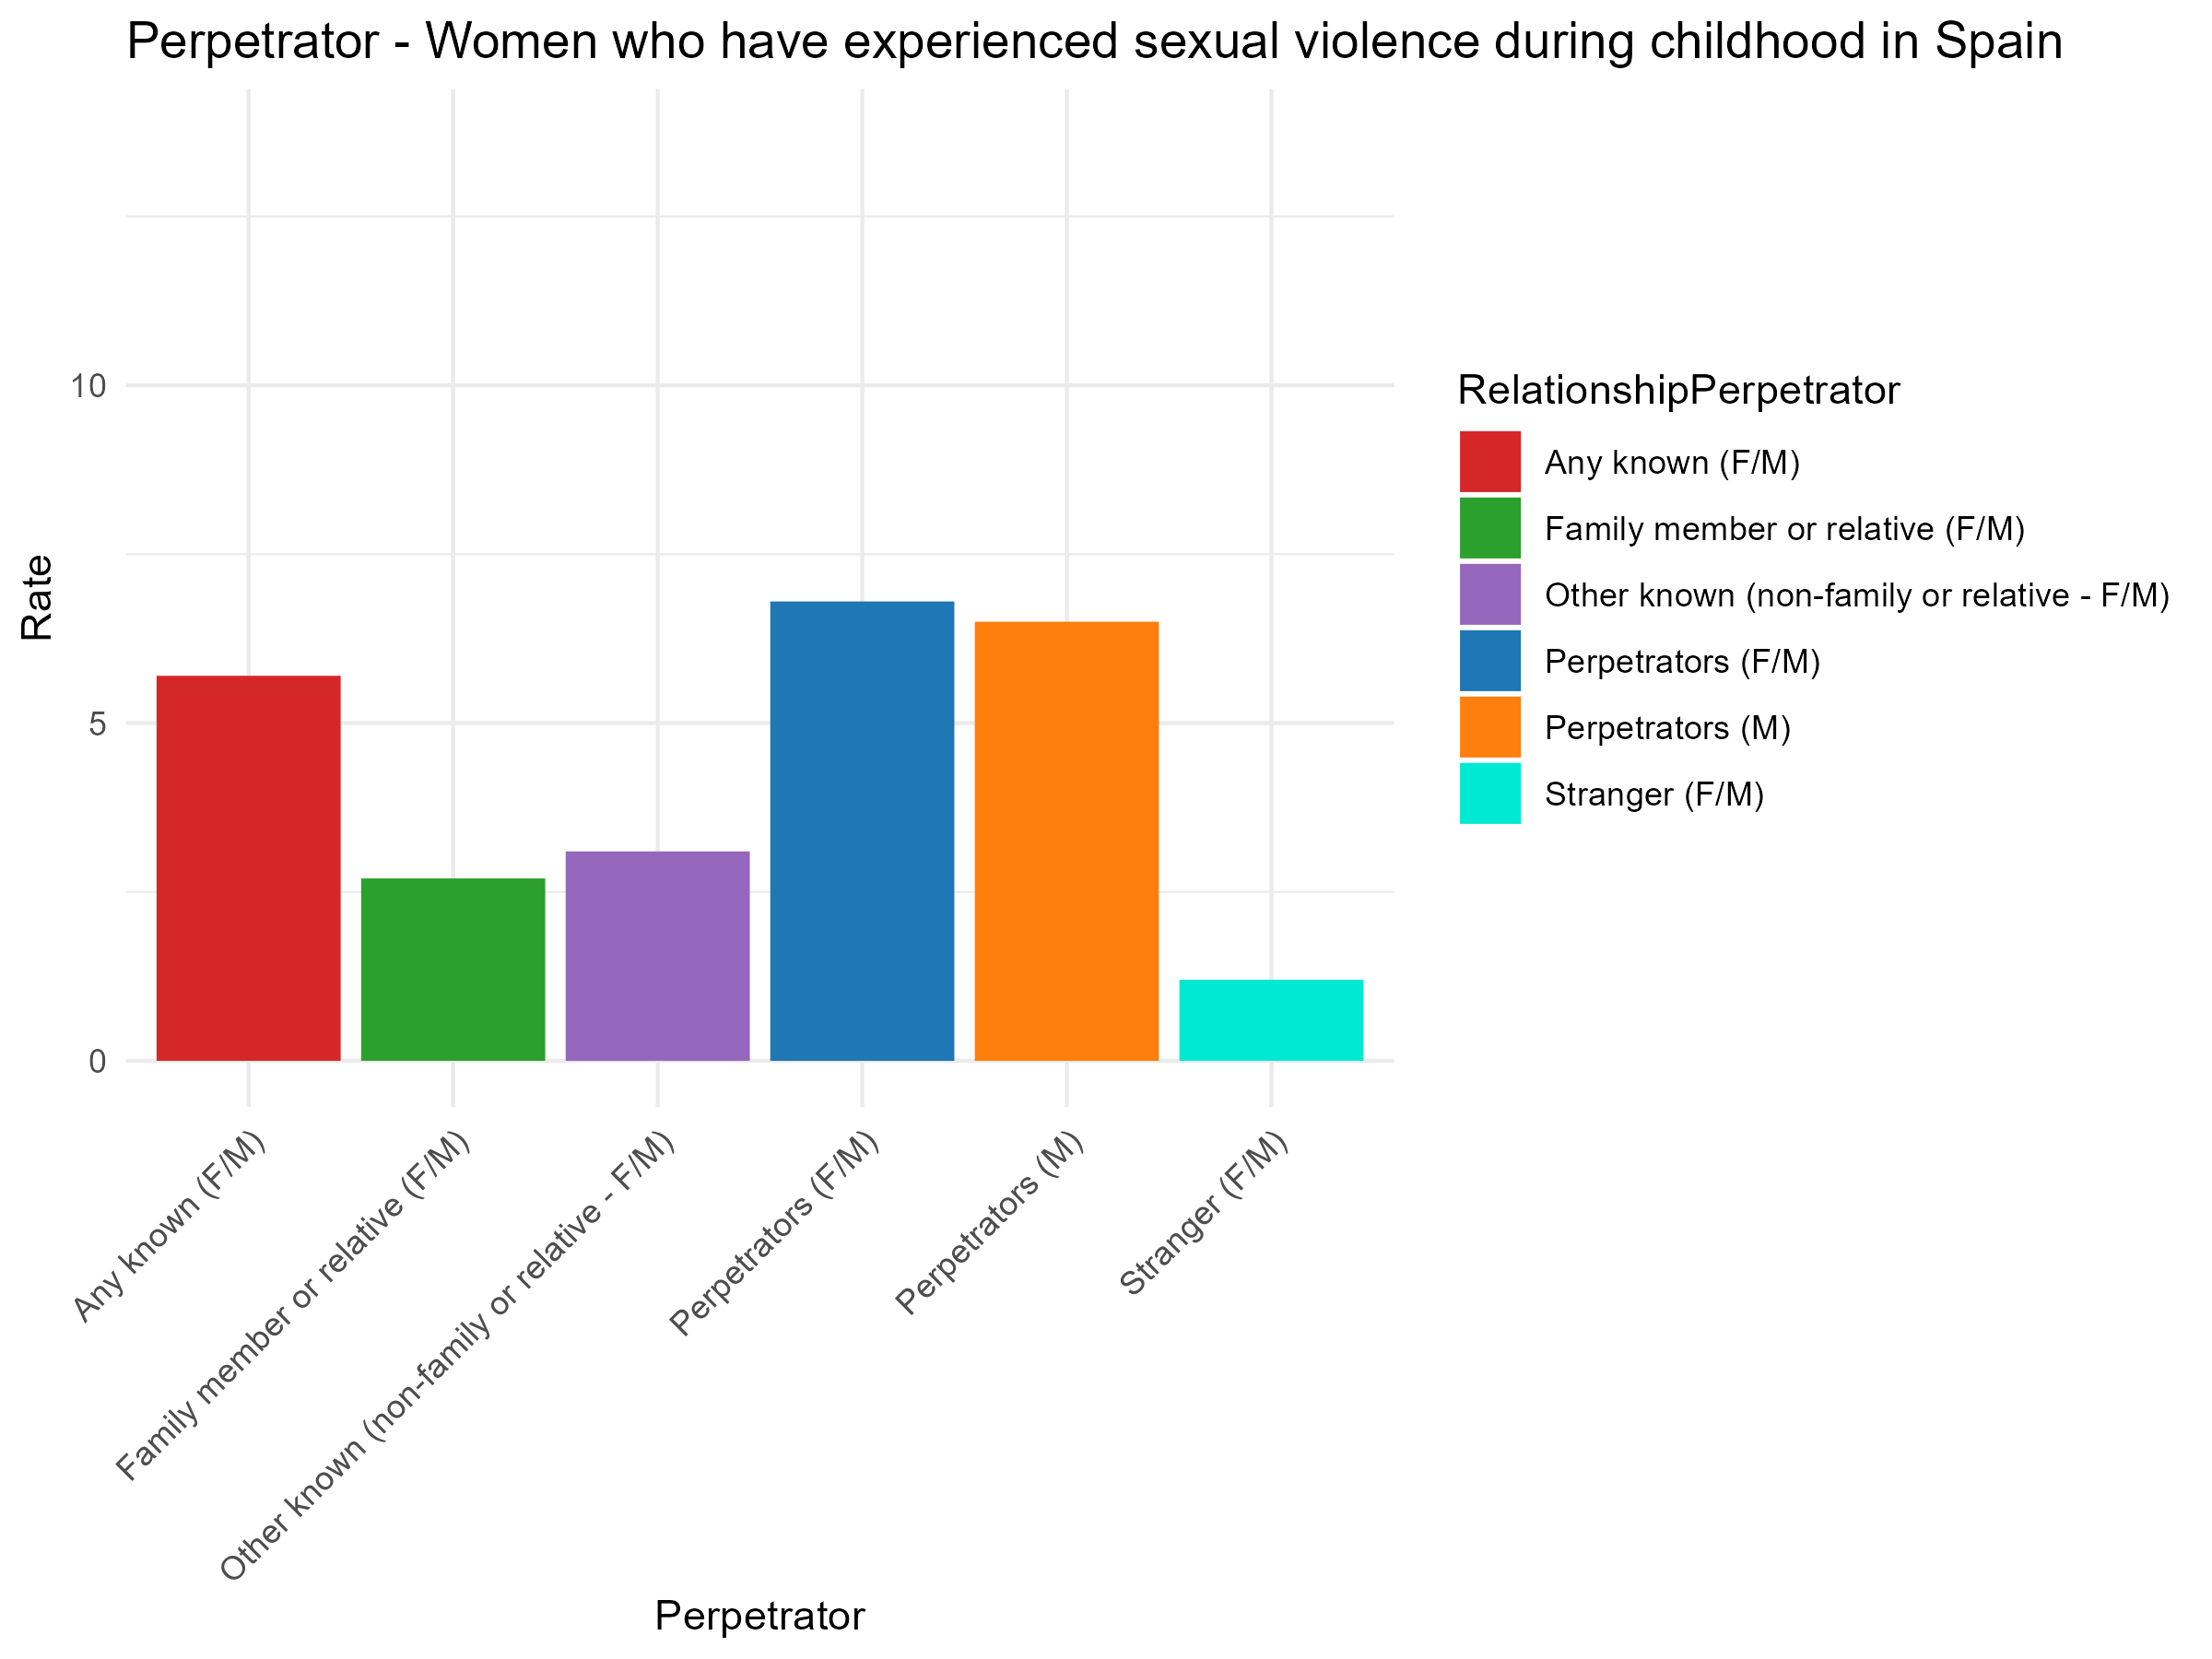 Perpetrator - Women who have experienced sexual violence during childhood in Spain
Rate
10
5
0
Any known (F/M)
Family member or relative (F/M)
Other known (non-family or relative - F/M)
Perpetrators (F/M)
Perpetrators (M)
Stranger (F/M)
Perpetrator
RelationshipPerpetrator
Any known (F/M)
Family member or relative (F/M)
Other known (non-family or relative - F/M)
Perpetrators (F/M)
Perpetrators (M)
Stranger (F/M)